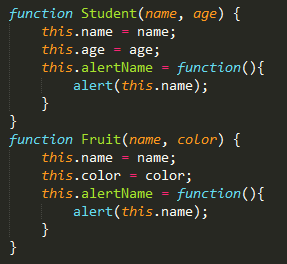 function Student(name, age) {
    this.name = name;
    this.age = age;
    this.alertName = function(){
        alert(this.name);
    }
}
function Fruit(name, color) {
    this.name = name;
    this.color = color;
    this.alertName = function(){
        alert(this.name);
    }
}